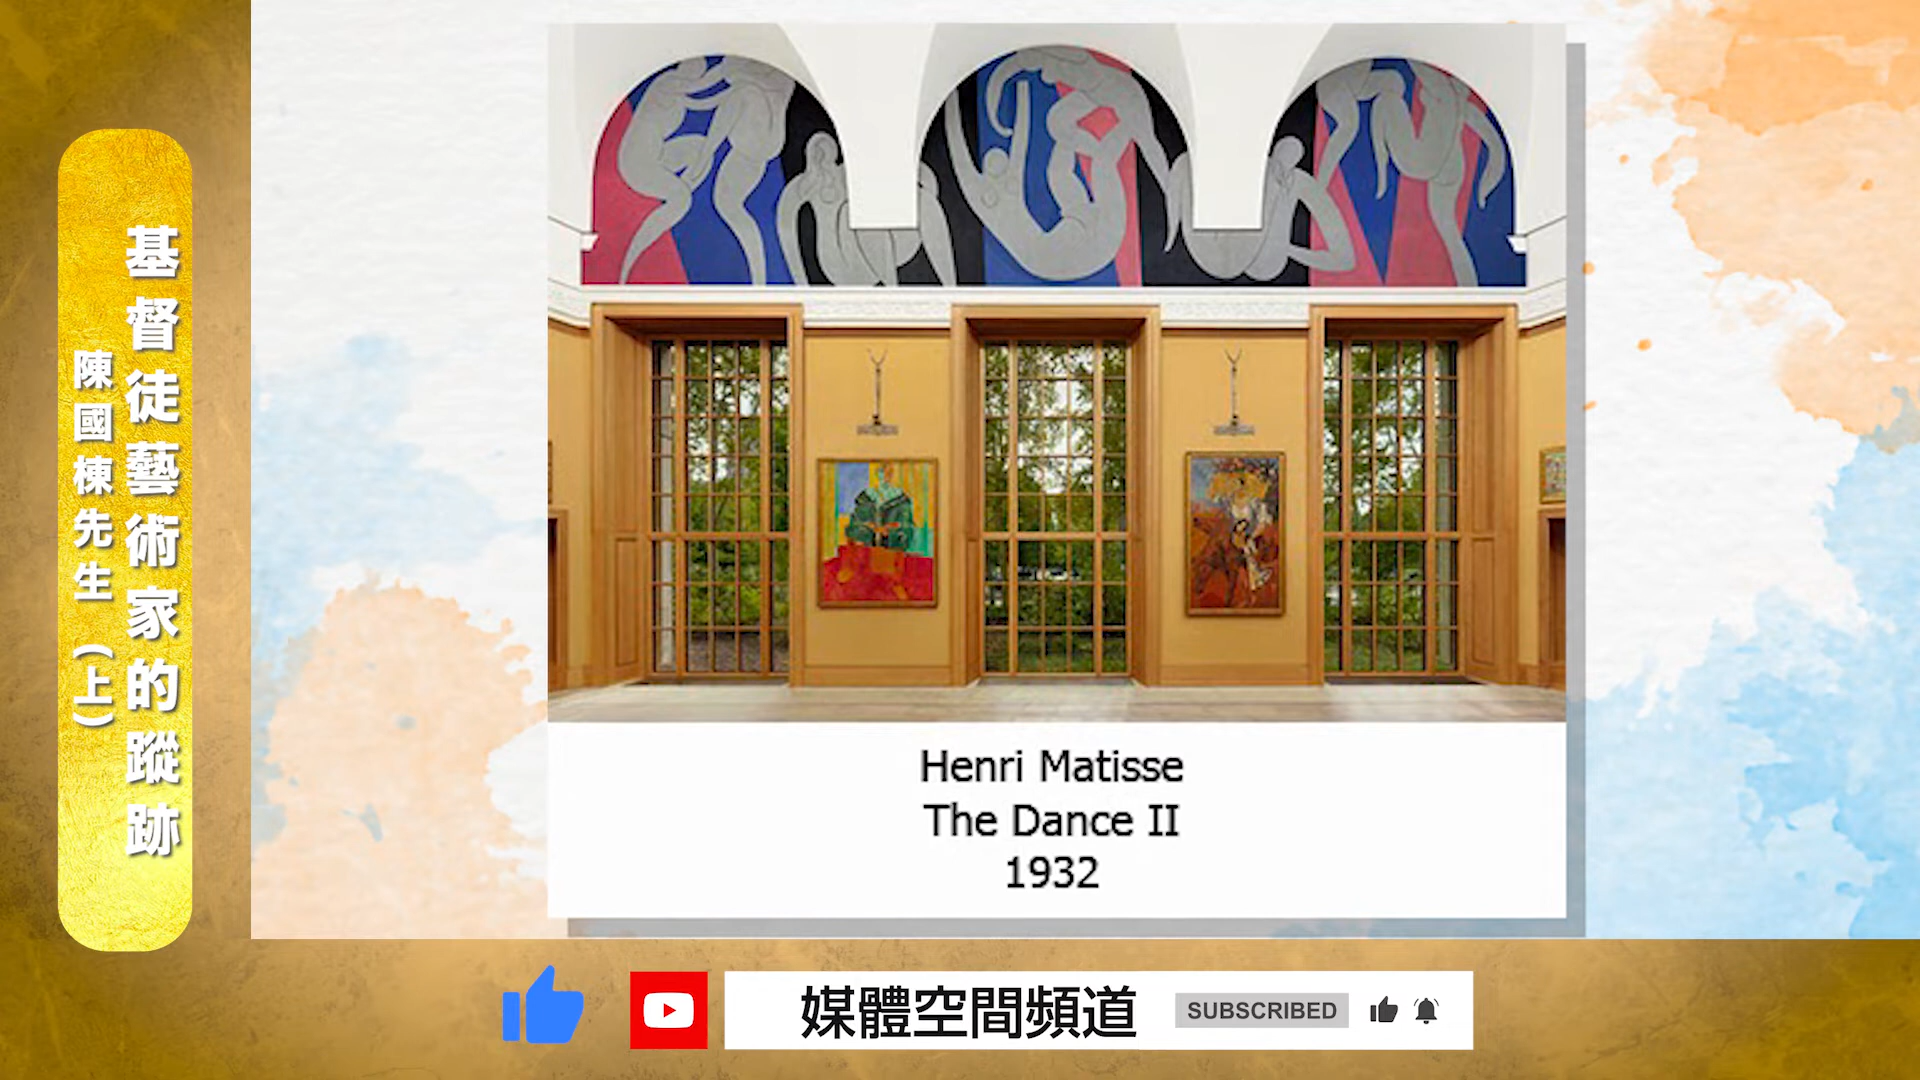 基督徒藝術家的蹤跡
陳國棟先生（上）
Henri Matisse
The Dance II
1932
媒體空間頻道
SUBSCRIBED